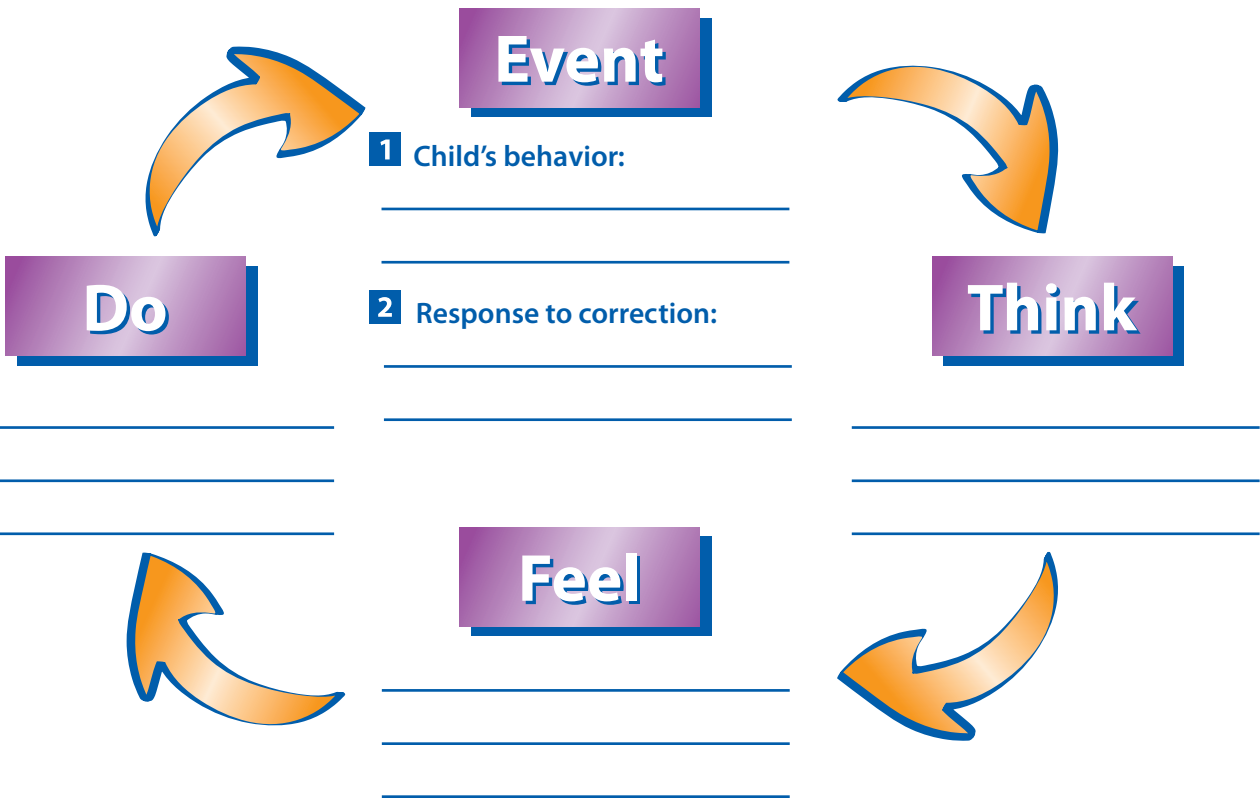 Event
1 Child's behavior:
2 Response to correction:
Think
Feel
Do